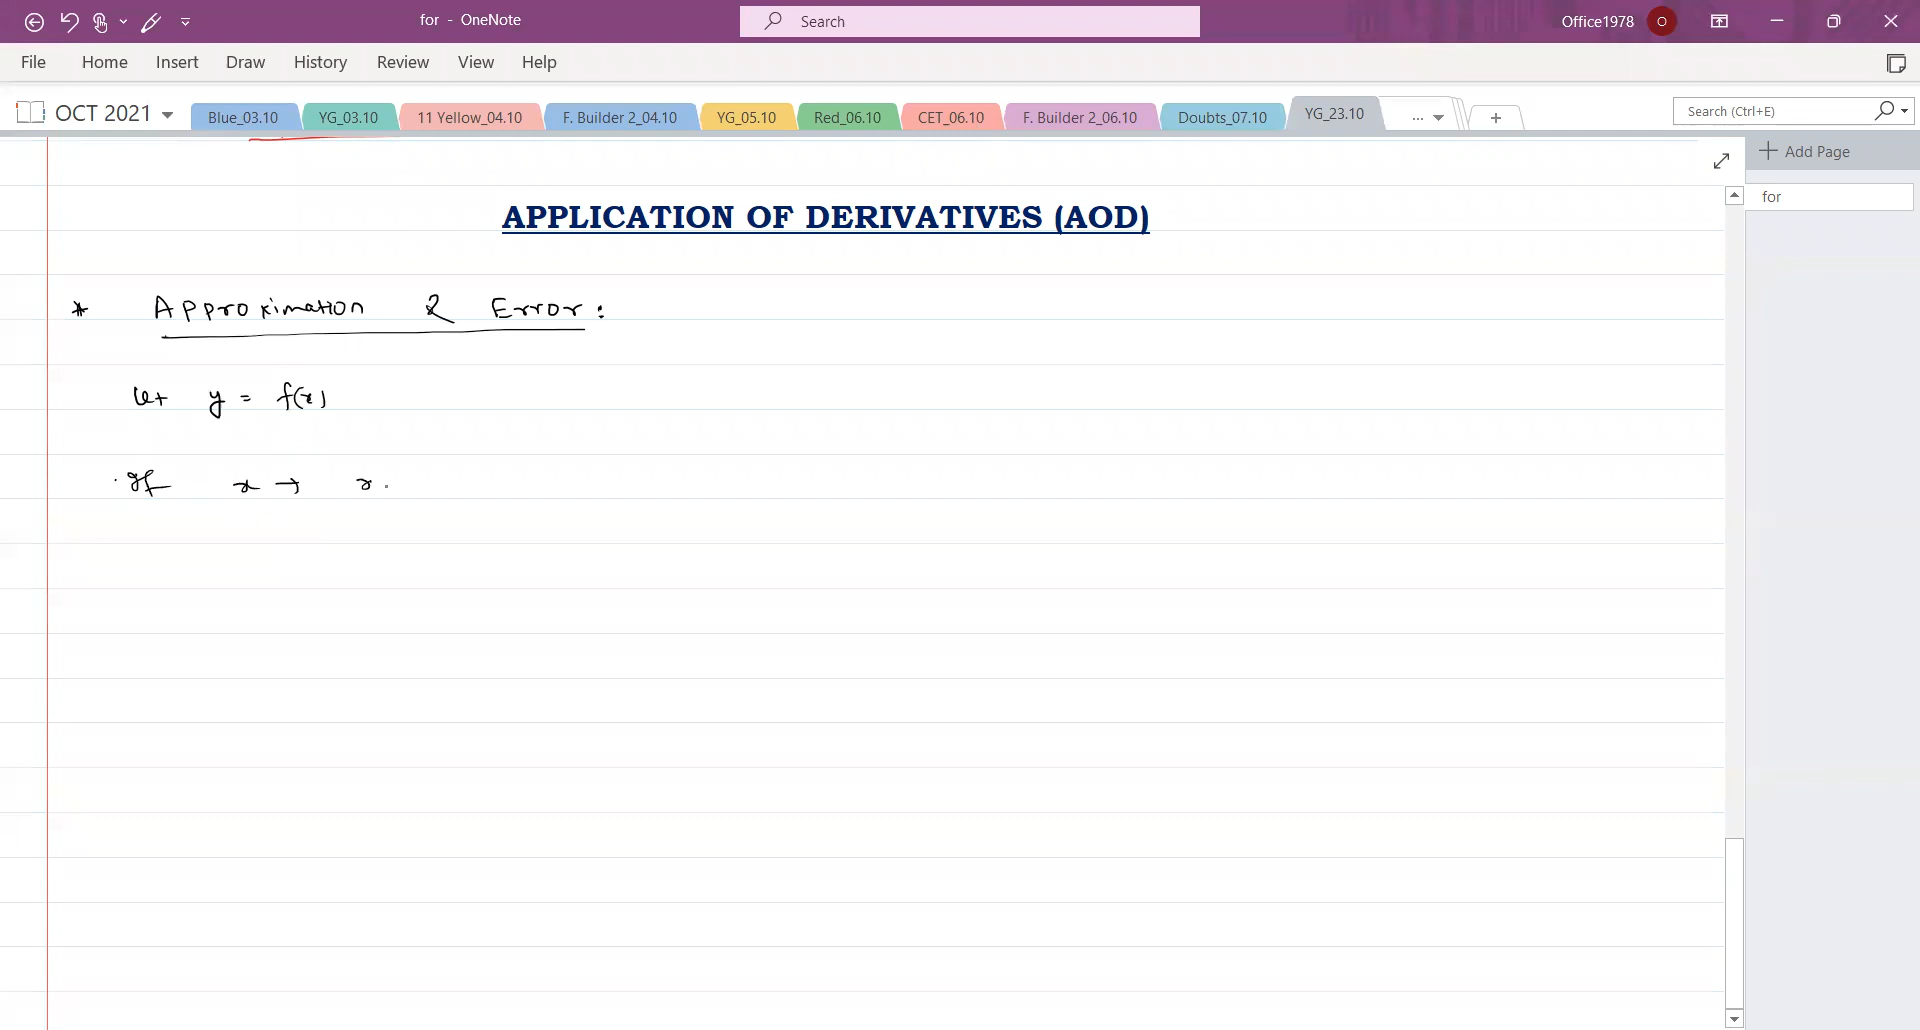 for - OneNote
Search
Office1978
O
File Home Insert Draw History Review View Help
OCT 2021
Blue_03.10
YG_03.10
11 Yellow_04.10
F. Builder 2_04.10
YG_05.10
Red_06.10
CET_06.10
F. Builder 2_06.10
Doubts_07.10
YG_23.10
...
+
Search (Ctrl+E)
Add Page
for
APPLICATION OF DERIVATIVES (AOD)
* Approximation & Error :
let y = f(x)
. If x → x .